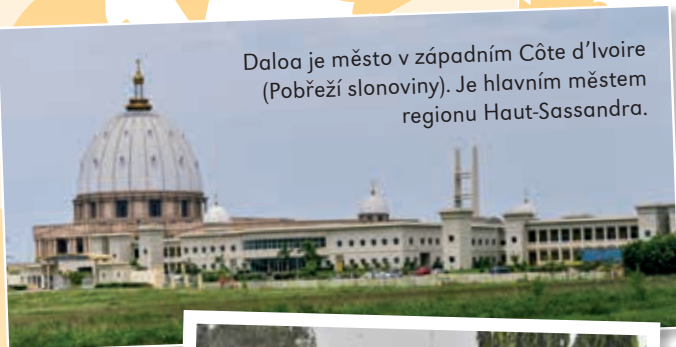 Daloa je město v západním Côte d’Ivoire
(Pobřeží slonoviny). Je hlavním městem
regionu Haut-Sassandra.